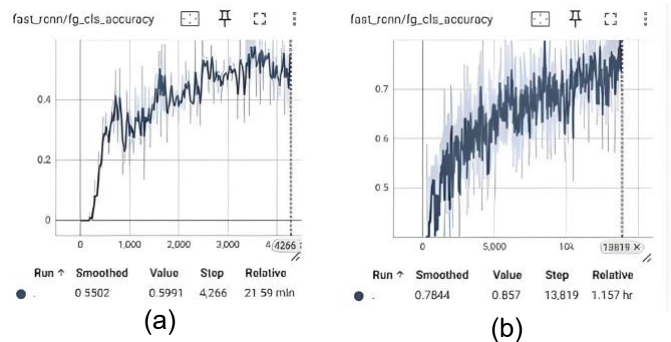 fast_rcnn/fg_cls_accuracy
0.4
0.2
0
0 1,000 2,000 3,000 4 4266
Run ↑ Smoothed Value Step Relative
. 0.5502 0.5991 4,266 21 59 min
(a)
fast_rcnn/fg_cls_accuracy
0.7
0.6
0.5
0 5,000 10k 13819 ×
Run ↑ Smoothed Value Step Relative
. 0.7844 0.857 13,819 1.157 hr
(b)